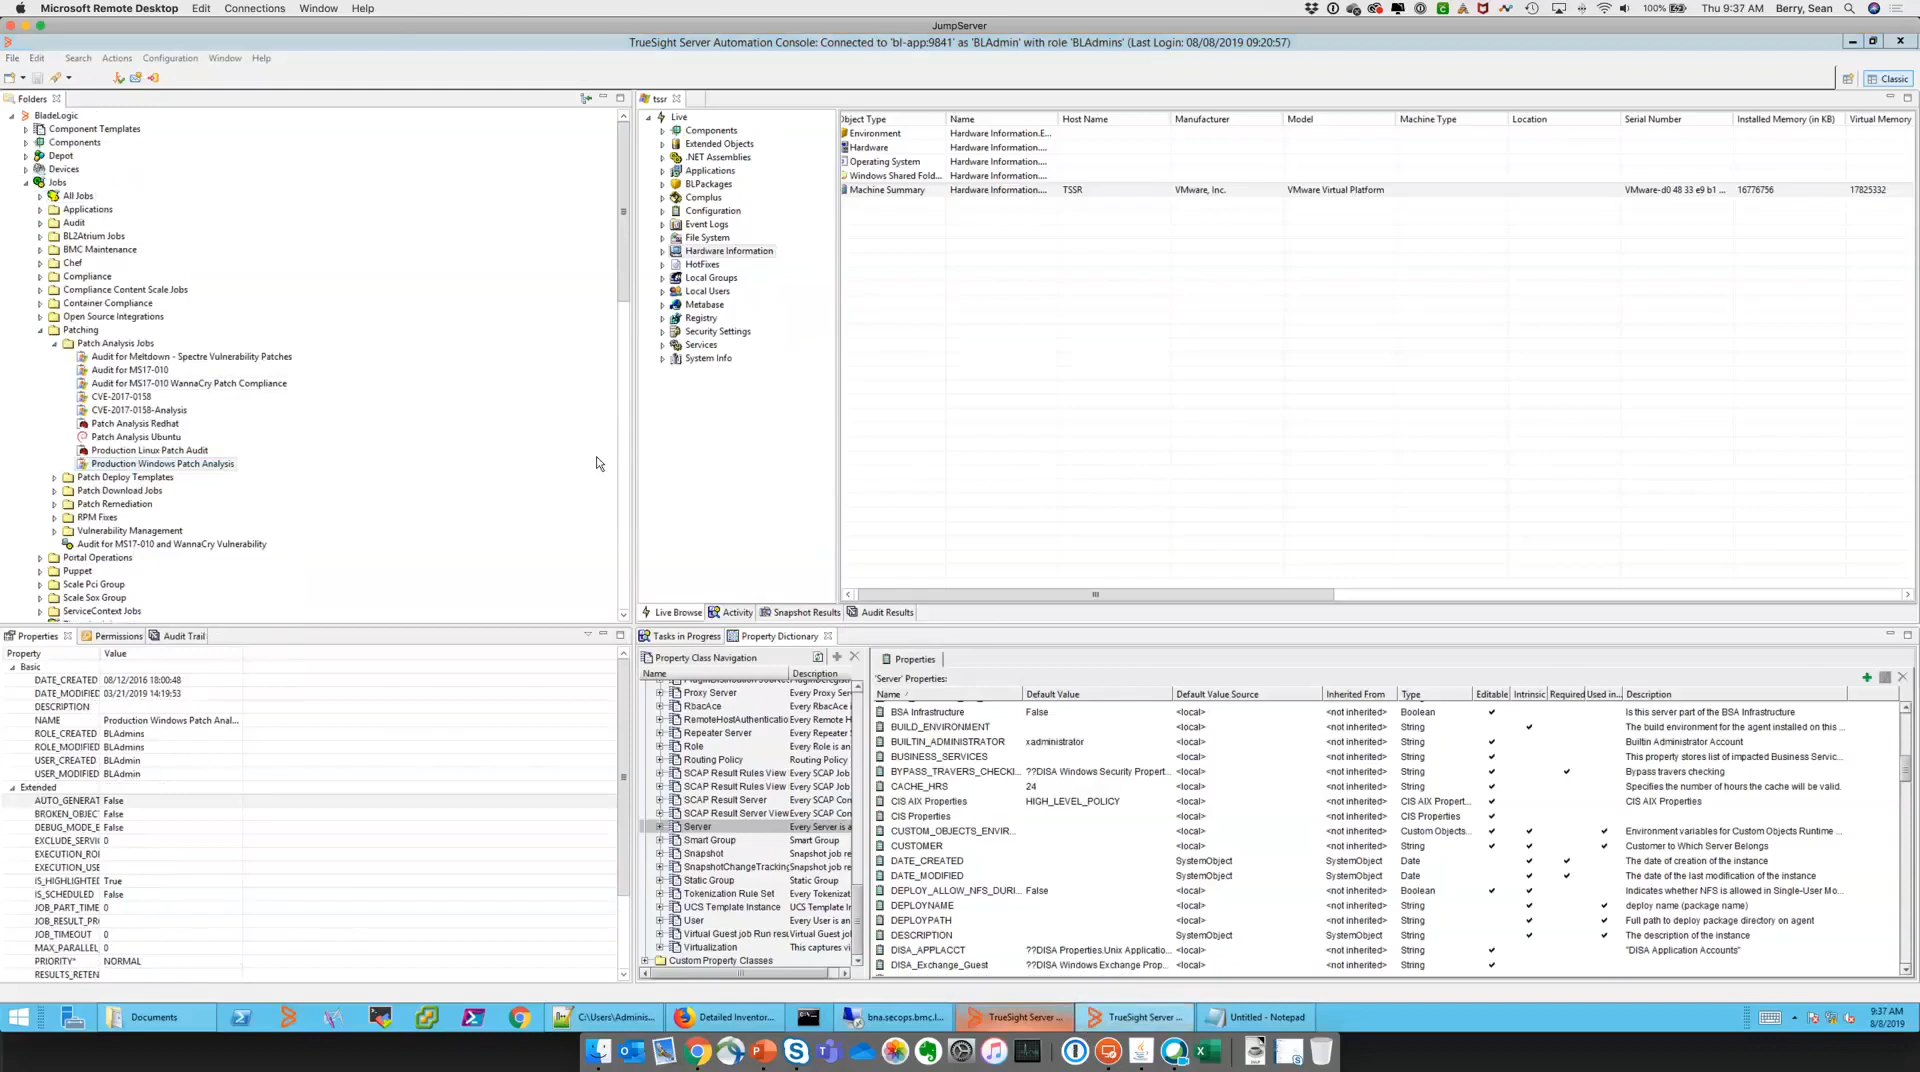 Microsoft Remote Desktop Edit Connections Window Help 100% Thu 9:37 AM Berry, Sean
JumpServer
TrueSight Server Automation Console: Connected to 'bl-app:9841' as 'BLAdmin' with role 'BLAdmins' (Last Login: 08/08/2019 09:20:57)
File Edit Search Actions Configuration Window Help
Classic
Folders
BladeLogic
Component Templates
Components
Depot
Devices
Jobs
All Jobs
Applications
Audit
BL2Atrium Jobs
BMC Maintenance
Chef
Compliance
Compliance Content Scale Jobs
Container Compliance
Open Source Integrations
Patching
Patch Analysis Jobs
Audit for Meltdown - Spectre Vulnerability Patches
Audit for MS17-010
Audit for MS17-010 WannaCry Patch Compliance
CVE-2017-0158
CVE-2017-0158-Analysis
Patch Analysis Redhat
Patch Analysis Ubuntu
Production Linux Patch Audit
Production Windows Patch Analysis
Patch Deploy Templates
Patch Download Jobs
Patch Remediation
RPM Fixes
Vulnerability Management
Audit for MS17-010 and WannaCry Vulnerability
Portal Operations
Puppet
Scale Pci Group
Scale Sox Group
ServiceContext Jobs
tssr
Live
Components
Extended Objects
.NET Assemblies
Applications
BLPackages
Complus
Configuration
Event Logs
File System
Hardware Information
HotFixes
Local Groups
Local Users
Metabase
Registry
Security Settings
Services
System Info
Object Type Name Host Name Manufacturer Model Machine Type Location Serial Number Installed Memory (in KB) Virtual Memory
Environment Hardware Information.E...
Hardware Hardware Information....
Operating System Hardware Information....
Windows Shared Fold... Hardware Information....
Machine Summary Hardware Information.... TSSR VMware, Inc. VMware Virtual Platform VMware-d0 48 33 e9 b1 ... 16776756 17825332
Live Browse Activity Snapshot Results Audit Results
Properties Permissions Audit Trail
Property Value
Basic
DATE_CREATED 08/12/2016 18:00:48
DATE_MODIFIED 03/21/2019 14:19:53
DESCRIPTION
NAME Production Windows Patch Anal...
ROLE_CREATED BLAdmins
ROLE_MODIFIED BLAdmins
USER_CREATED BLAdmin
USER_MODIFIED BLAdmin
Extended
AUTO_GENERAT False
BROKEN_OBJEC False
DEBUG_MODE_E False
EXCLUDE_SERVI 0
EXECUTION_ROI
EXECUTION_USE
IS_HIGHLIGHTED True
IS_SCHEDULED False
JOB_PART_TIME 0
JOB_RESULT_PR
JOB_TIMEOUT 0
MAX_PARALLEL 0
PRIORITY* NORMAL
RESULTS_RETEN
Tasks in Progress Property Dictionary
Property Class Navigation
Name Description
Proxy Server Every Proxy Ser
RbacAce Every RbacAce i
RemoteHostAuthenticatio Every Remote H
Repeater Server Every Repeater
Role Every Role is an
Routing Policy Every Routing P
SCAP Result Rules View Every SCAP Job
SCAP Result Rules View Every SCAP Job
SCAP Result Server Every SCAP Con
SCAP Result Server View Every SCAP Con
Server Every Server is a
Smart Group Smart Group
Snapshot Snapshot job re
SnapshotChangeTracking Snapshot job re
Static Group Static Group
Tokenization Rule Set Every Tokenizat
UCS Template Instance UCS Template I
User Every User is an
Virtual Guest job Run res Virtual Guest jo
Virtualization This captures vi
Custom Property Classes
Properties
'Server' Properties:
Name Default Value Default Value Source Inherited From Type Editable Intrinsic Required Used in... Description
BSA Infrastructure False <local> <not inherited> Boolean Is this server part of the BSA Infrastructure
BUILD_ENVIRONMENT <local> <not inherited> String The build environment for the agent installed on this ...
BUILTIN_ADMINISTRATOR xadministrator <local> <not inherited> String Builtin Administrator Account
BUSINESS_SERVICES <local> <not inherited> String This property stores list of impacted Business Servic...
BYPASS_TRAVERS_CHECKI... ??DISA Windows Security Propert... <local> <not inherited> String Bypass travers checking
CACHE_HRS 24 <local> <not inherited> String Specifies the number of hours the cache will be valid.
CIS AIX Properties HIGH_LEVEL_POLICY <local> <not inherited> CIS AIX Propert... CIS AIX Properties
CIS Properties <local> <not inherited> CIS Properties
CUSTOM_OBJECTS_ENVIR... <local> <not inherited> Custom Objects... Environment variables for Custom Objects Runtime ...
CUSTOMER <local> <not inherited> String Customer to Which Server Belongs
DATE_CREATED SystemObject SystemObject Date The date of creation of the instance
DATE_MODIFIED SystemObject SystemObject Date The date of the last modification of the instance
DEPLOY_ALLOW_NFS_DURI... False <local> <not inherited> Boolean Indicates whether NFS is allowed in Single-User Mo...
DEPLOYNAME <local> <not inherited> String deploy name (package name)
DEPLOYPATH <local> <not inherited> String Full path to deploy package directory on agent
DESCRIPTION SystemObject SystemObject String The description of the instance
DISA_APPLACCT ??DISA Properties.Unix Applicatio... <local> <not inherited> String "DISA Application Accounts"
DISA_Exchange_Guest ??DISA Windows Exchange Prop... <local> <not inherited> String
Documents C:\Users\Adminis... Detailed Inventor... bna.secops.bmc.l... TrueSight Server ... TrueSight Server ... Untitled - Notepad 9:37 AM
8/8/2019